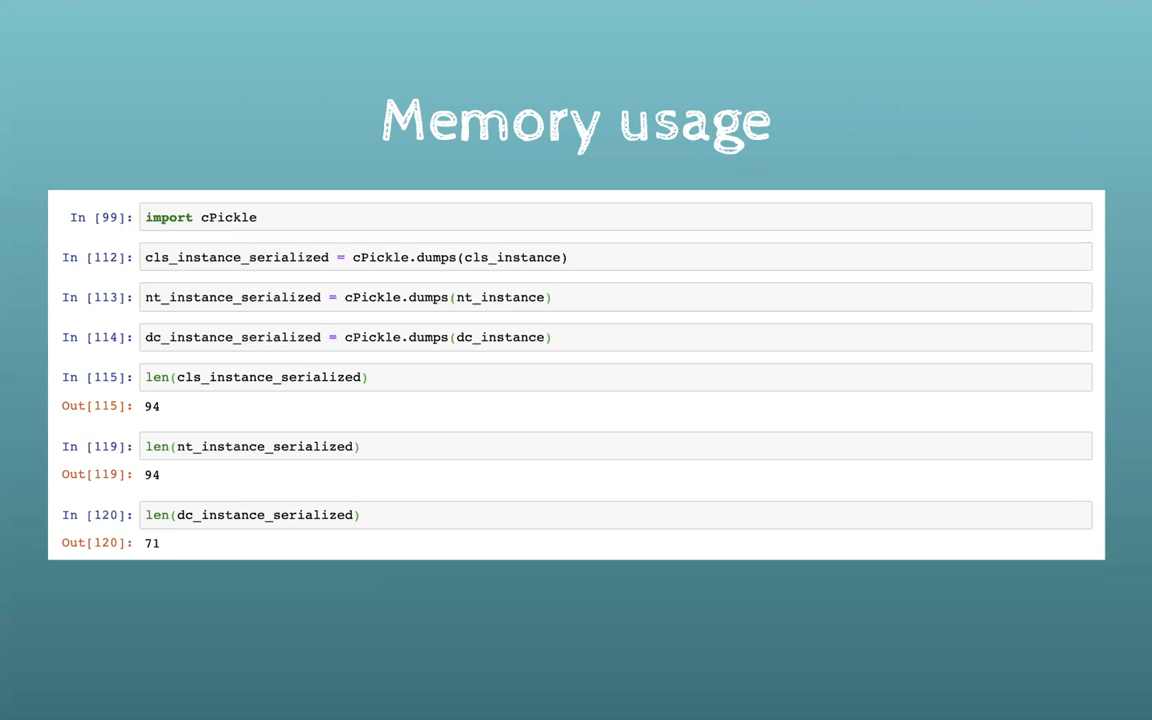 Memory usage
In [99]: import cPickle
In [112]: cls_instance_serialized = cPickle.dumps(cls_instance)
In [113]: nt_instance_serialized = cPickle.dumps(nt_instance)
In [114]: dc_instance_serialized = cPickle.dumps(dc_instance)
In [115]: len(cls_instance_serialized)
Out[115]: 94
In [119]: len(nt_instance_serialized)
Out[119]: 94
In [120]: len(dc_instance_serialized)
Out[120]: 71